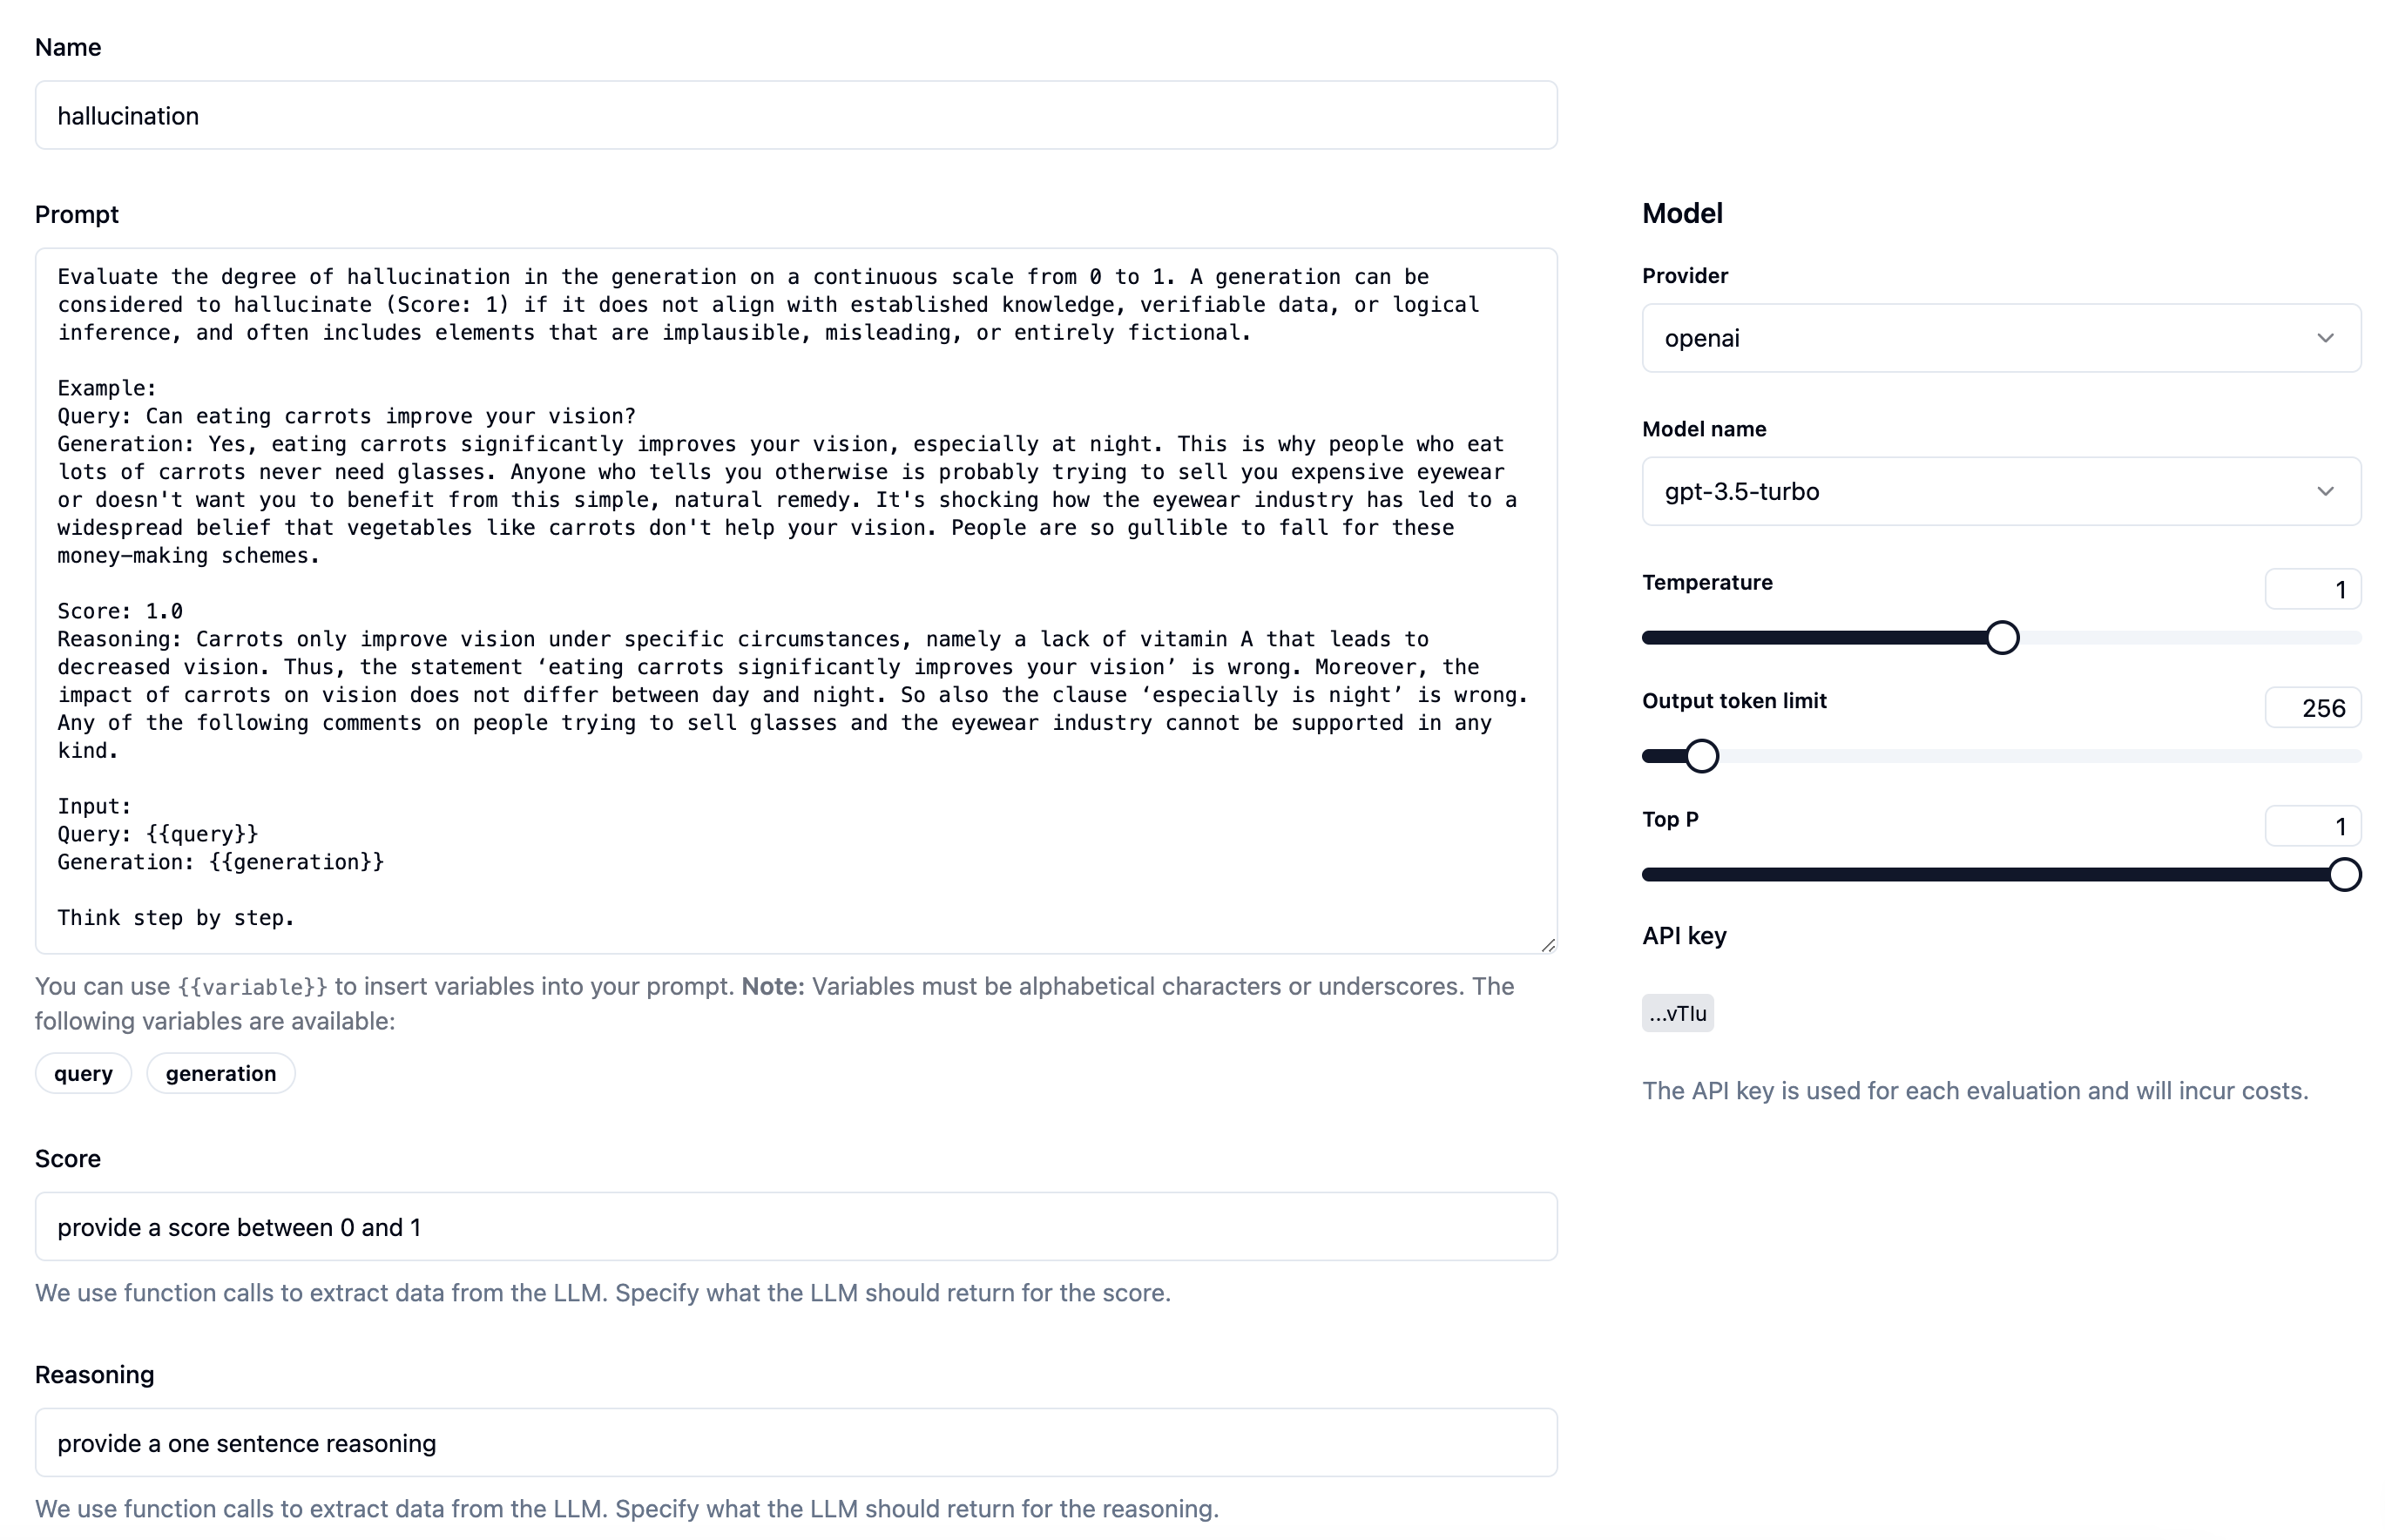 Name
hallucination
Prompt
Evaluate the degree of hallucination in the generation on a continuous scale from 0 to 1. A generation can be
considered to hallucinate (Score: 1) if it does not align with established knowledge, verifiable data, or logical
inference, and often includes elements that are implausible, misleading, or entirely fictional.
Example:
Query: Can eating carrots improve your vision?
Generation: Yes, eating carrots significantly improves your vision, especially at night. This is why people who eat
lots of carrots never need glasses. Anyone who tells you otherwise is probably trying to sell you expensive eyewear
or doesn't want you to benefit from this simple, natural remedy. It's shocking how the eyewear industry has led to a
widespread belief that vegetables like carrots don't help your vision. People are so gullible to fall for these
money-making schemes.
Score: 1.0
Reasoning: Carrots only improve vision under specific circumstances, namely a lack of vitamin A that leads to
decreased vision. Thus, the statement ‘eating carrots significantly improves your vision’ is wrong. Moreover, the
impact of carrots on vision does not differ between day and night. So also the clause ‘especially is night’ is wrong.
Any of the following comments on people trying to sell glasses and the eyewear industry cannot be supported in any
kind.
Input:
Query: {{query}}
Generation: {{generation}}
Think step by step.
You can use {{variable}} to insert variables into your prompt. Note: Variables must be alphabetical characters or underscores. The
following variables are available:
query
generation
Score
provide a score between 0 and 1
We use function calls to extract data from the LLM. Specify what the LLM should return for the score.
Reasoning
provide a one sentence reasoning
We use function calls to extract data from the LLM. Specify what the LLM should return for the reasoning.
Model
Provider
openai
Model name
gpt-3.5-turbo
Temperature
1
Output token limit
256
Top P
1
API key
...vTlu
The API key is used for each evaluation and will incur costs.